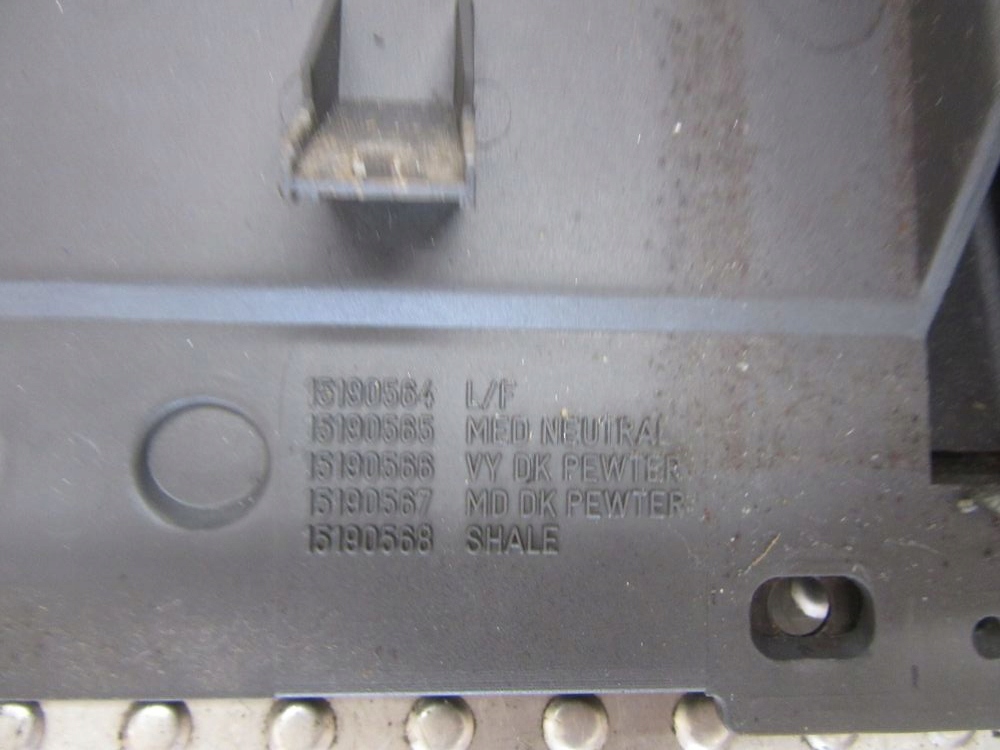 15190564 L/F
15190565 MED NEUTRAL
15190566 VY DK PEWTER
15190567 MD DK PEWTER
15190568 SHALE